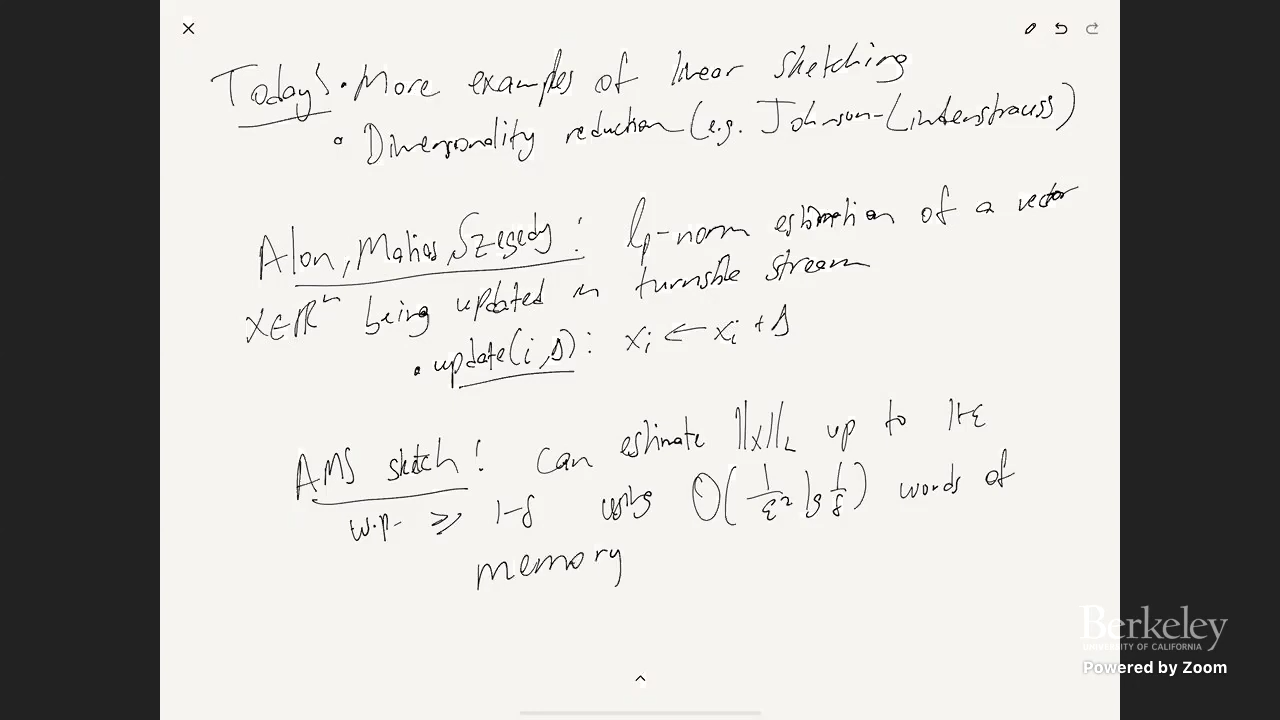 Today: • More examples of linear sketching
• Dimensionality reduction (e.g. Johnson-Lindenstrauss)
Alon, Matias, Szegedy: lp-norm estimation of a vector
x∈ℝⁿ being updated in turnstile stream
• update(i,Δ): xᵢ ← xᵢ + Δ
AMS sketch: can estimate ||x||₂ up to 1+ε
w.p. ≥ 1-δ using O(1/ε² lg 1/δ) words of
memory
Berkeley
UNIVERSITY OF CALIFORNIA
Powered by Zoom